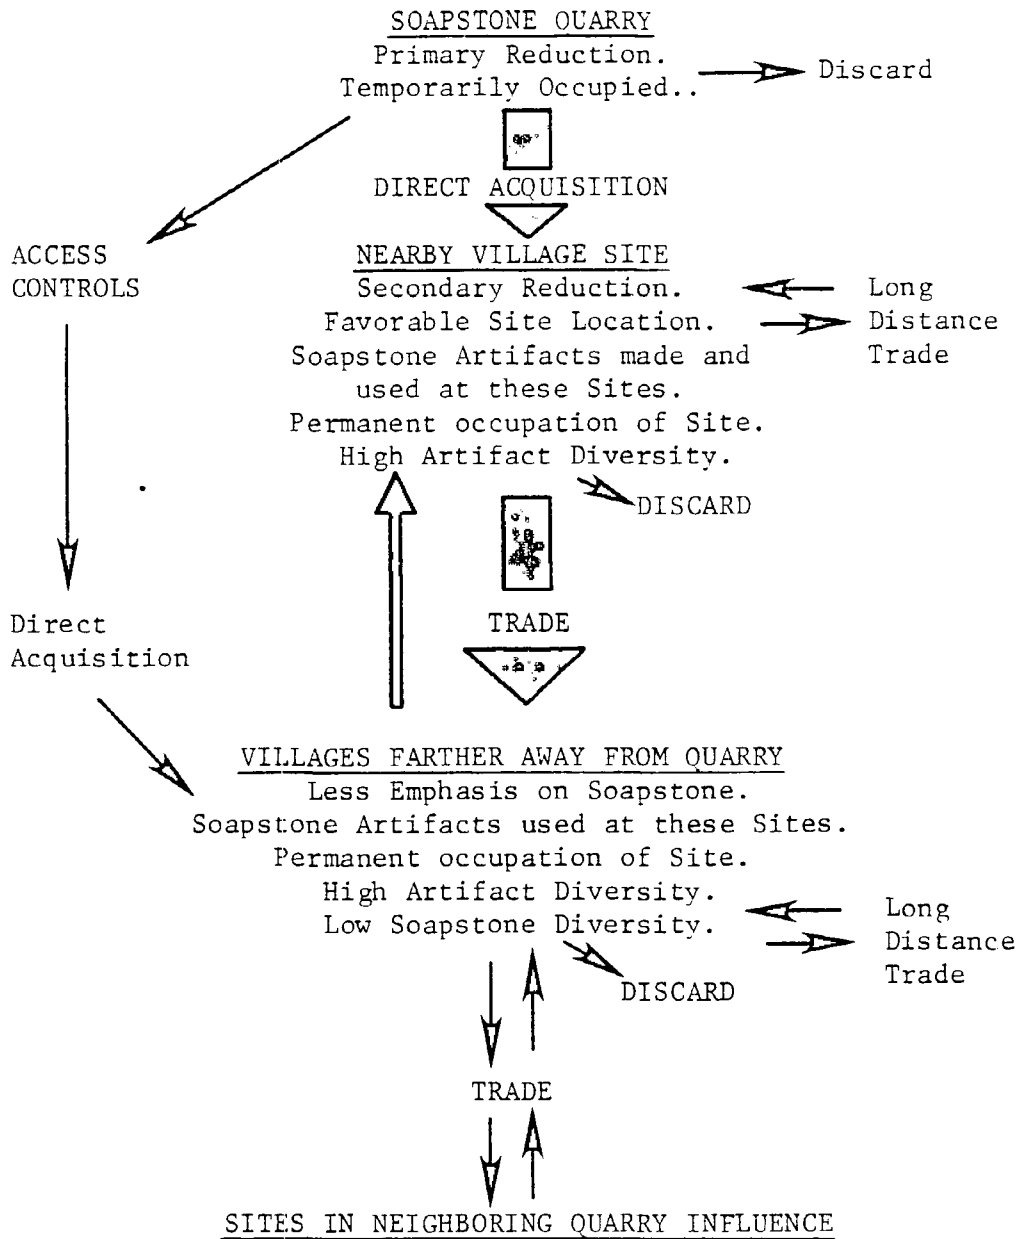 SOAPSTONE QUARRY
Primary Reduction.
Temporarily Occupied..
Discard
DIRECT ACQUISITION
ACCESS
CONTROLS
NEARBY VILLAGE SITE
Secondary Reduction.
Favorable Site Location.
Soapstone Artifacts made and
used at these Sites.
Permanent occupation of Site.
High Artifact Diversity.
Long
Distance
Trade
DISCARD
TRADE
Direct
Acquisition
VILLAGES FARTHER AWAY FROM QUARRY
Less Emphasis on Soapstone.
Soapstone Artifacts used at these Sites.
Permanent occupation of Site.
High Artifact Diversity.
Low Soapstone Diversity.
Long
Distance
Trade
DISCARD
TRADE
SITES IN NEIGHBORING QUARRY INFLUENCE